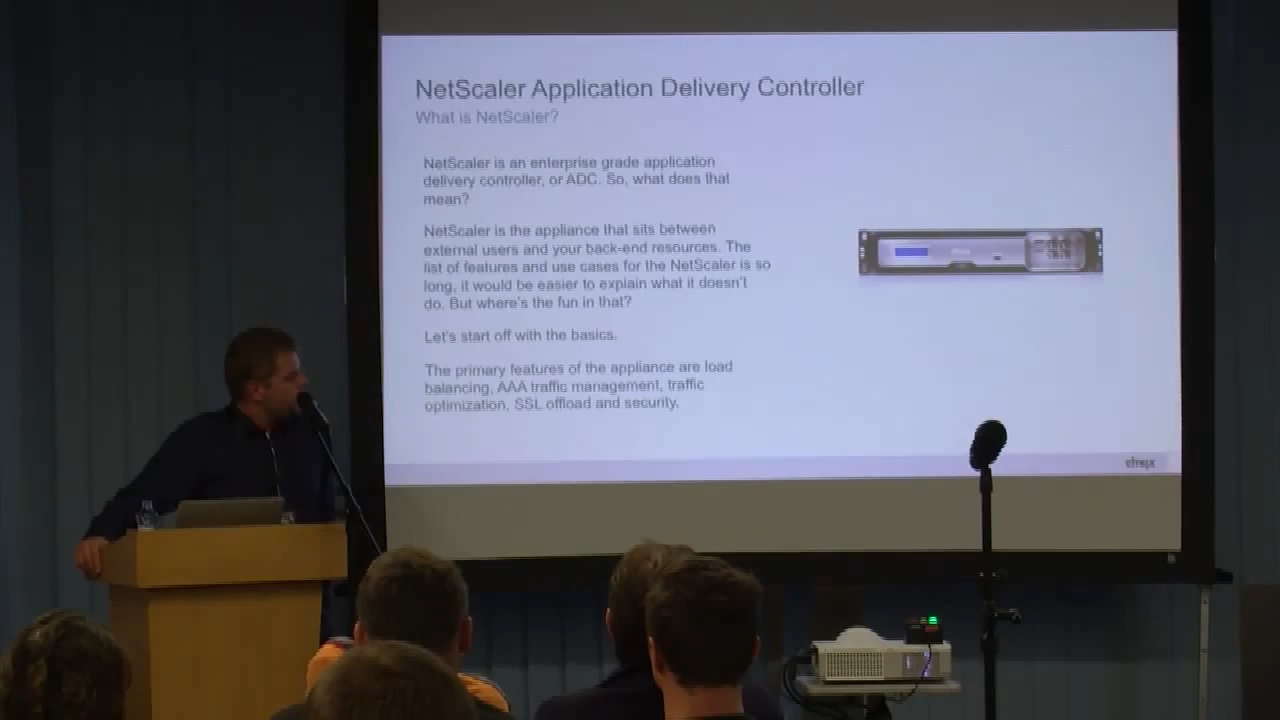 NetScaler Application Delivery Controller
What is NetScaler?
NetScaler is an enterprise grade application
delivery controller, or ADC. So, what does that
mean?
NetScaler is the appliance that sits between
external users and your back-end resources. The
list of features and use cases for the NetScaler is so
long, it would be easier to explain what it doesn't
do. But where's the fun in that?
Let's start off with the basics.
The primary features of the appliance are load
balancing, AAA traffic management, traffic
optimization, SSL offload and security.
citrix